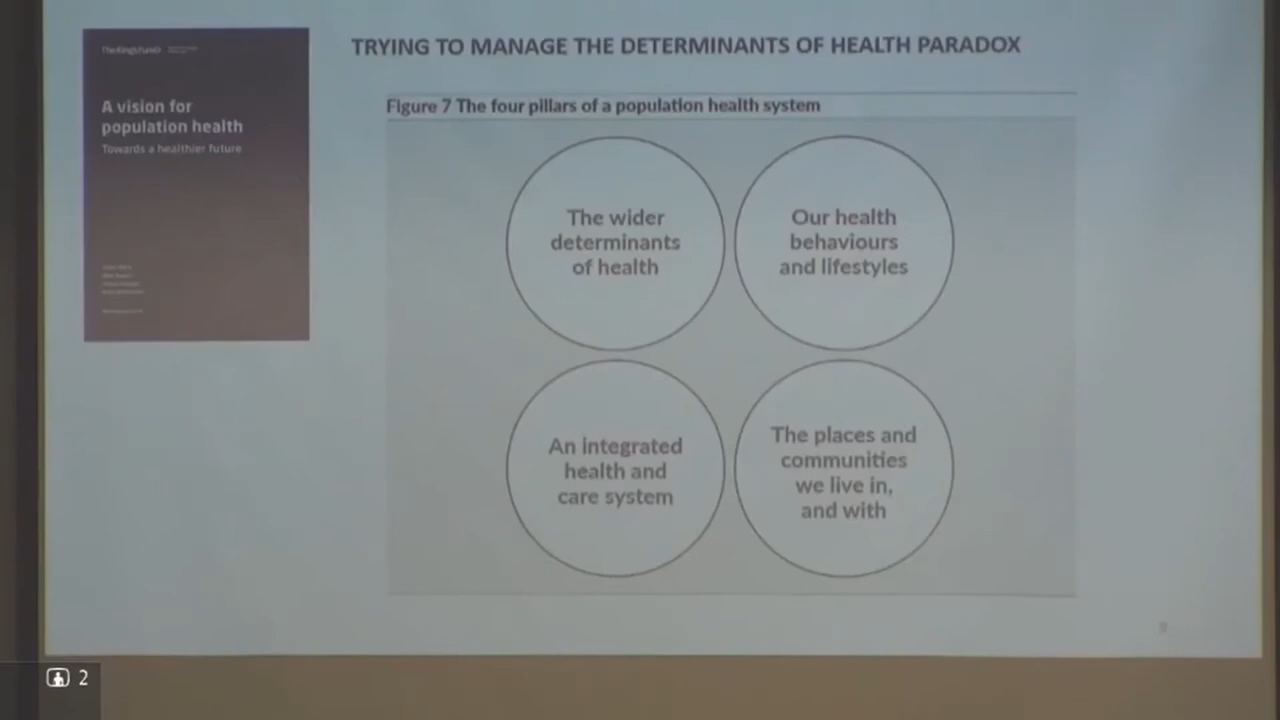 TheKingsFund
A vision for
population health
Towards a healthier future
TRYING TO MANAGE THE DETERMINANTS OF HEALTH PARADOX
Figure 7 The four pillars of a population health system
The wider
determinants
of health
Our health
behaviours
and lifestyles
An integrated
health and
care system
The places and
communities
we live in,
and with
9
2